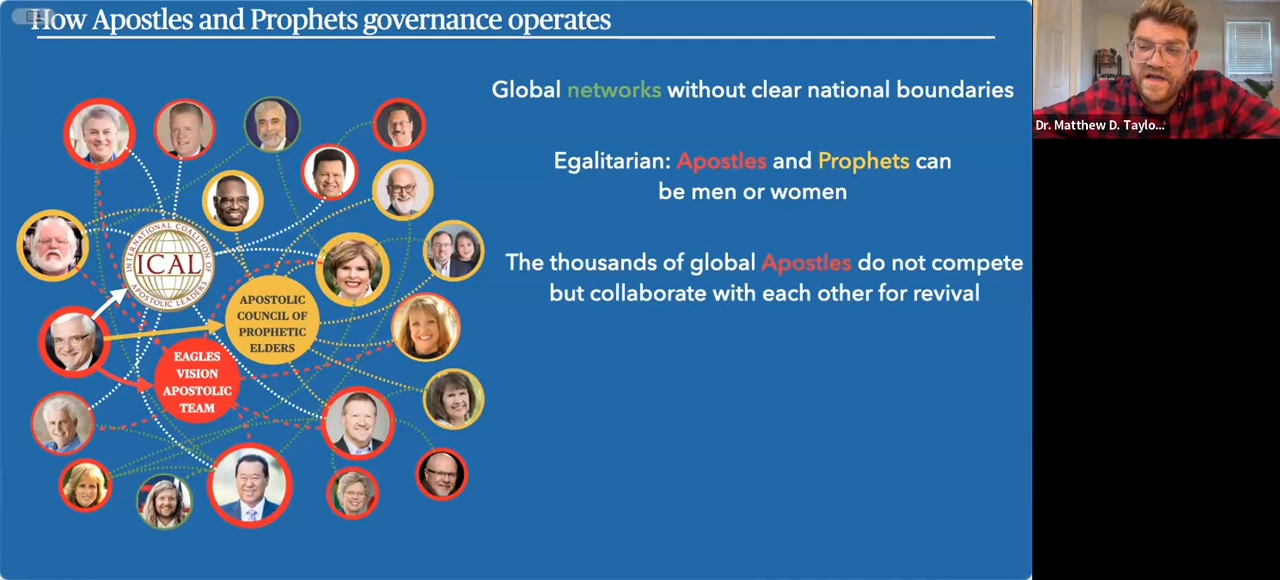 How Apostles and Prophets governance operates
Global networks without clear national boundaries
Egalitarian: Apostles and Prophets can
be men or women
The thousands of global Apostles do not compete
but collaborate with each other for revival
INTERNATIONAL COALITION OF
ICAL
APOSTOLIC LEADERS
APOSTOLIC
COUNCIL OF
PROPHETIC
ELDERS
EAGLES
VISION
APOSTOLIC
TEAM
Dr. Matthew D. Taylo...